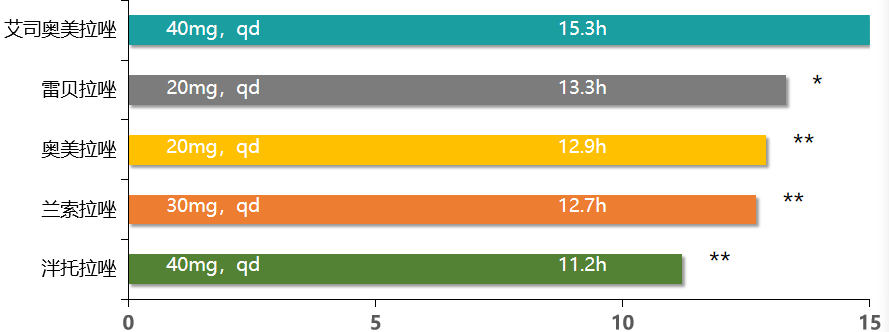 艾司奥美拉唑 40mg，qd 15.3h
雷贝拉唑 20mg，qd 13.3h *
奥美拉唑 20mg，qd 12.9h **
兰索拉唑 30mg，qd 12.7h **
泮托拉唑 40mg，qd 11.2h **
0 5 10 15